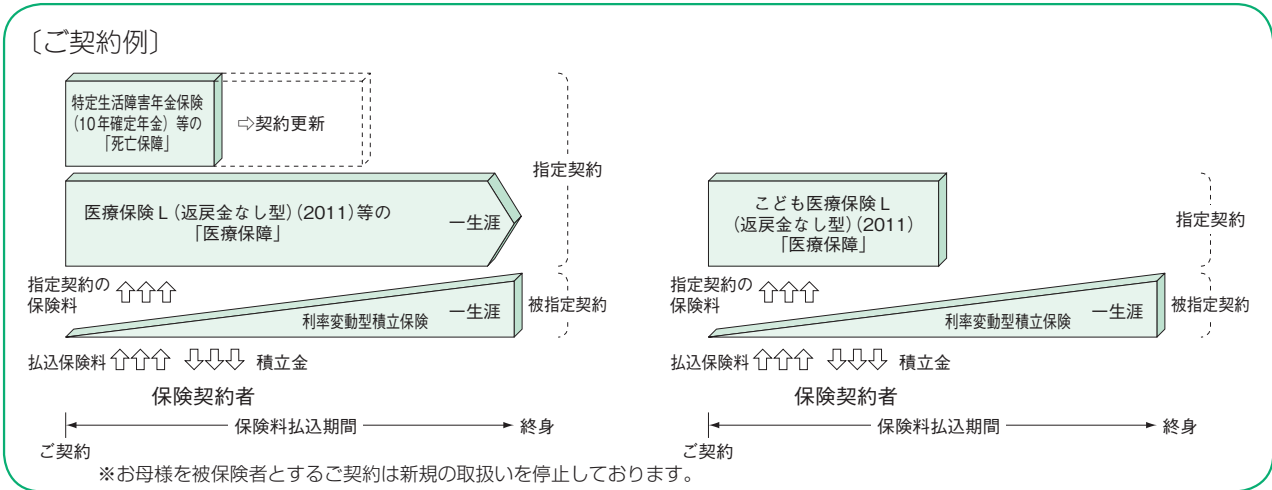 〔ご契約例〕
特定生活障害年金保険
(10年確定年金) 等の
「死亡保障」
⇨契約更新
医療保険L(返戻金なし型)(2011)等の
「医療保障」
一生涯
指定契約
指定契約の
保険料
利率変動型積立保険
一生涯
被指定契約
払込保険料
積立金
保険契約者
保険料払込期間
終身
ご契約
こども医療保険L
(返戻金なし型)(2011)
「医療保障」
指定契約
指定契約の
保険料
利率変動型積立保険
一生涯
被指定契約
払込保険料
積立金
保険契約者
保険料払込期間
終身
ご契約
※お母様を被保険者とするご契約は新規の取扱いを停止しております。